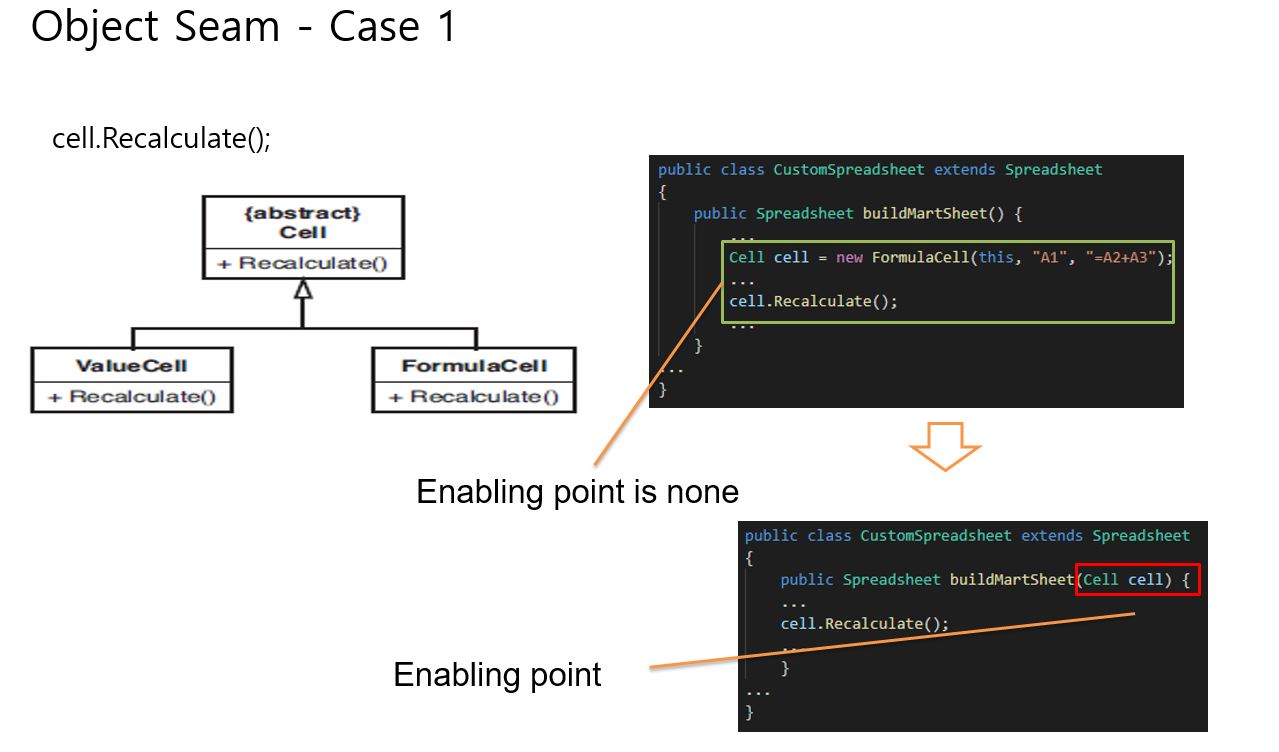 Object Seam - Case 1
cell.Recalculate();
{abstract}
Cell
+ Recalculate()
ValueCell
+ Recalculate()
FormulaCell
+ Recalculate()
public class CustomSpreadsheet extends Spreadsheet
{
public Spreadsheet buildMartSheet() {
...
Cell cell = new FormulaCell(this, "A1", "=A2+A3");
...
cell.Recalculate();
...
}
...
}
Enabling point is none
public class CustomSpreadsheet extends Spreadsheet
{
public Spreadsheet buildMartSheet(Cell cell) {
...
cell.Recalculate();
...
}
...
}
Enabling point